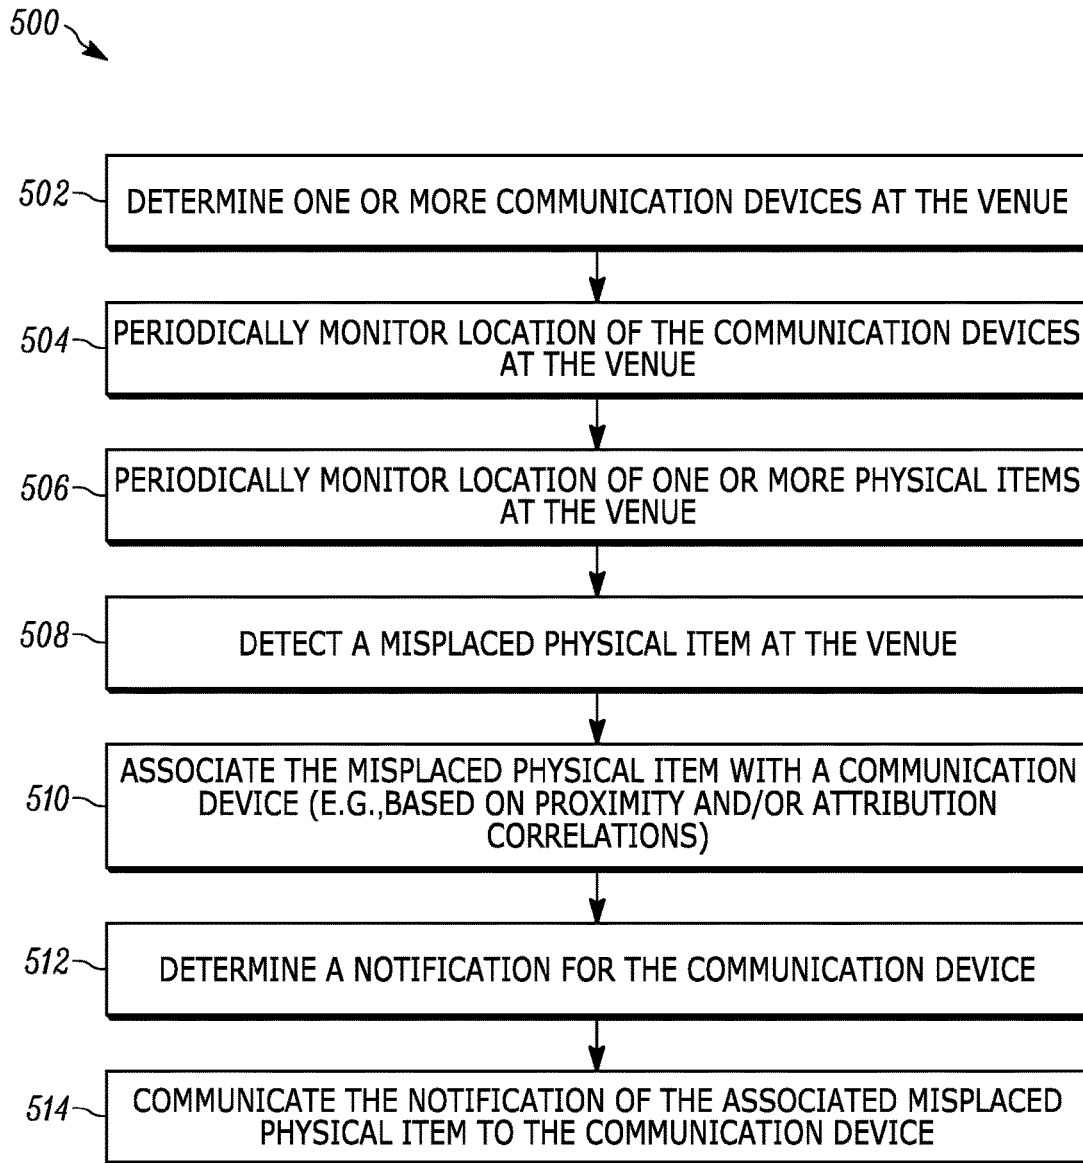 500
502
DETERMINE ONE OR MORE COMMUNICATION DEVICES AT THE VENUE
504
PERIODICALLY MONITOR LOCATION OF THE COMMUNICATION DEVICES
AT THE VENUE
506
PERIODICALLY MONITOR LOCATION OF ONE OR MORE PHYSICAL ITEMS
AT THE VENUE
508
DETECT A MISPLACED PHYSICAL ITEM AT THE VENUE
510
ASSOCIATE THE MISPLACED PHYSICAL ITEM WITH A COMMUNICATION
DEVICE (E.G.,BASED ON PROXIMITY AND/OR ATTRIBUTION
CORRELATIONS)
512
DETERMINE A NOTIFICATION FOR THE COMMUNICATION DEVICE
514
COMMUNICATE THE NOTIFICATION OF THE ASSOCIATED MISPLACED
PHYSICAL ITEM TO THE COMMUNICATION DEVICE